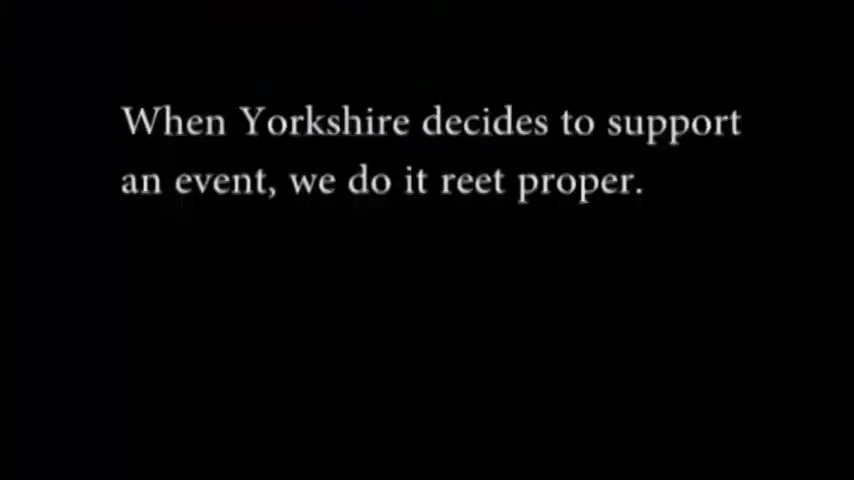 When Yorkshire decides to support
an event, we do it reet proper.